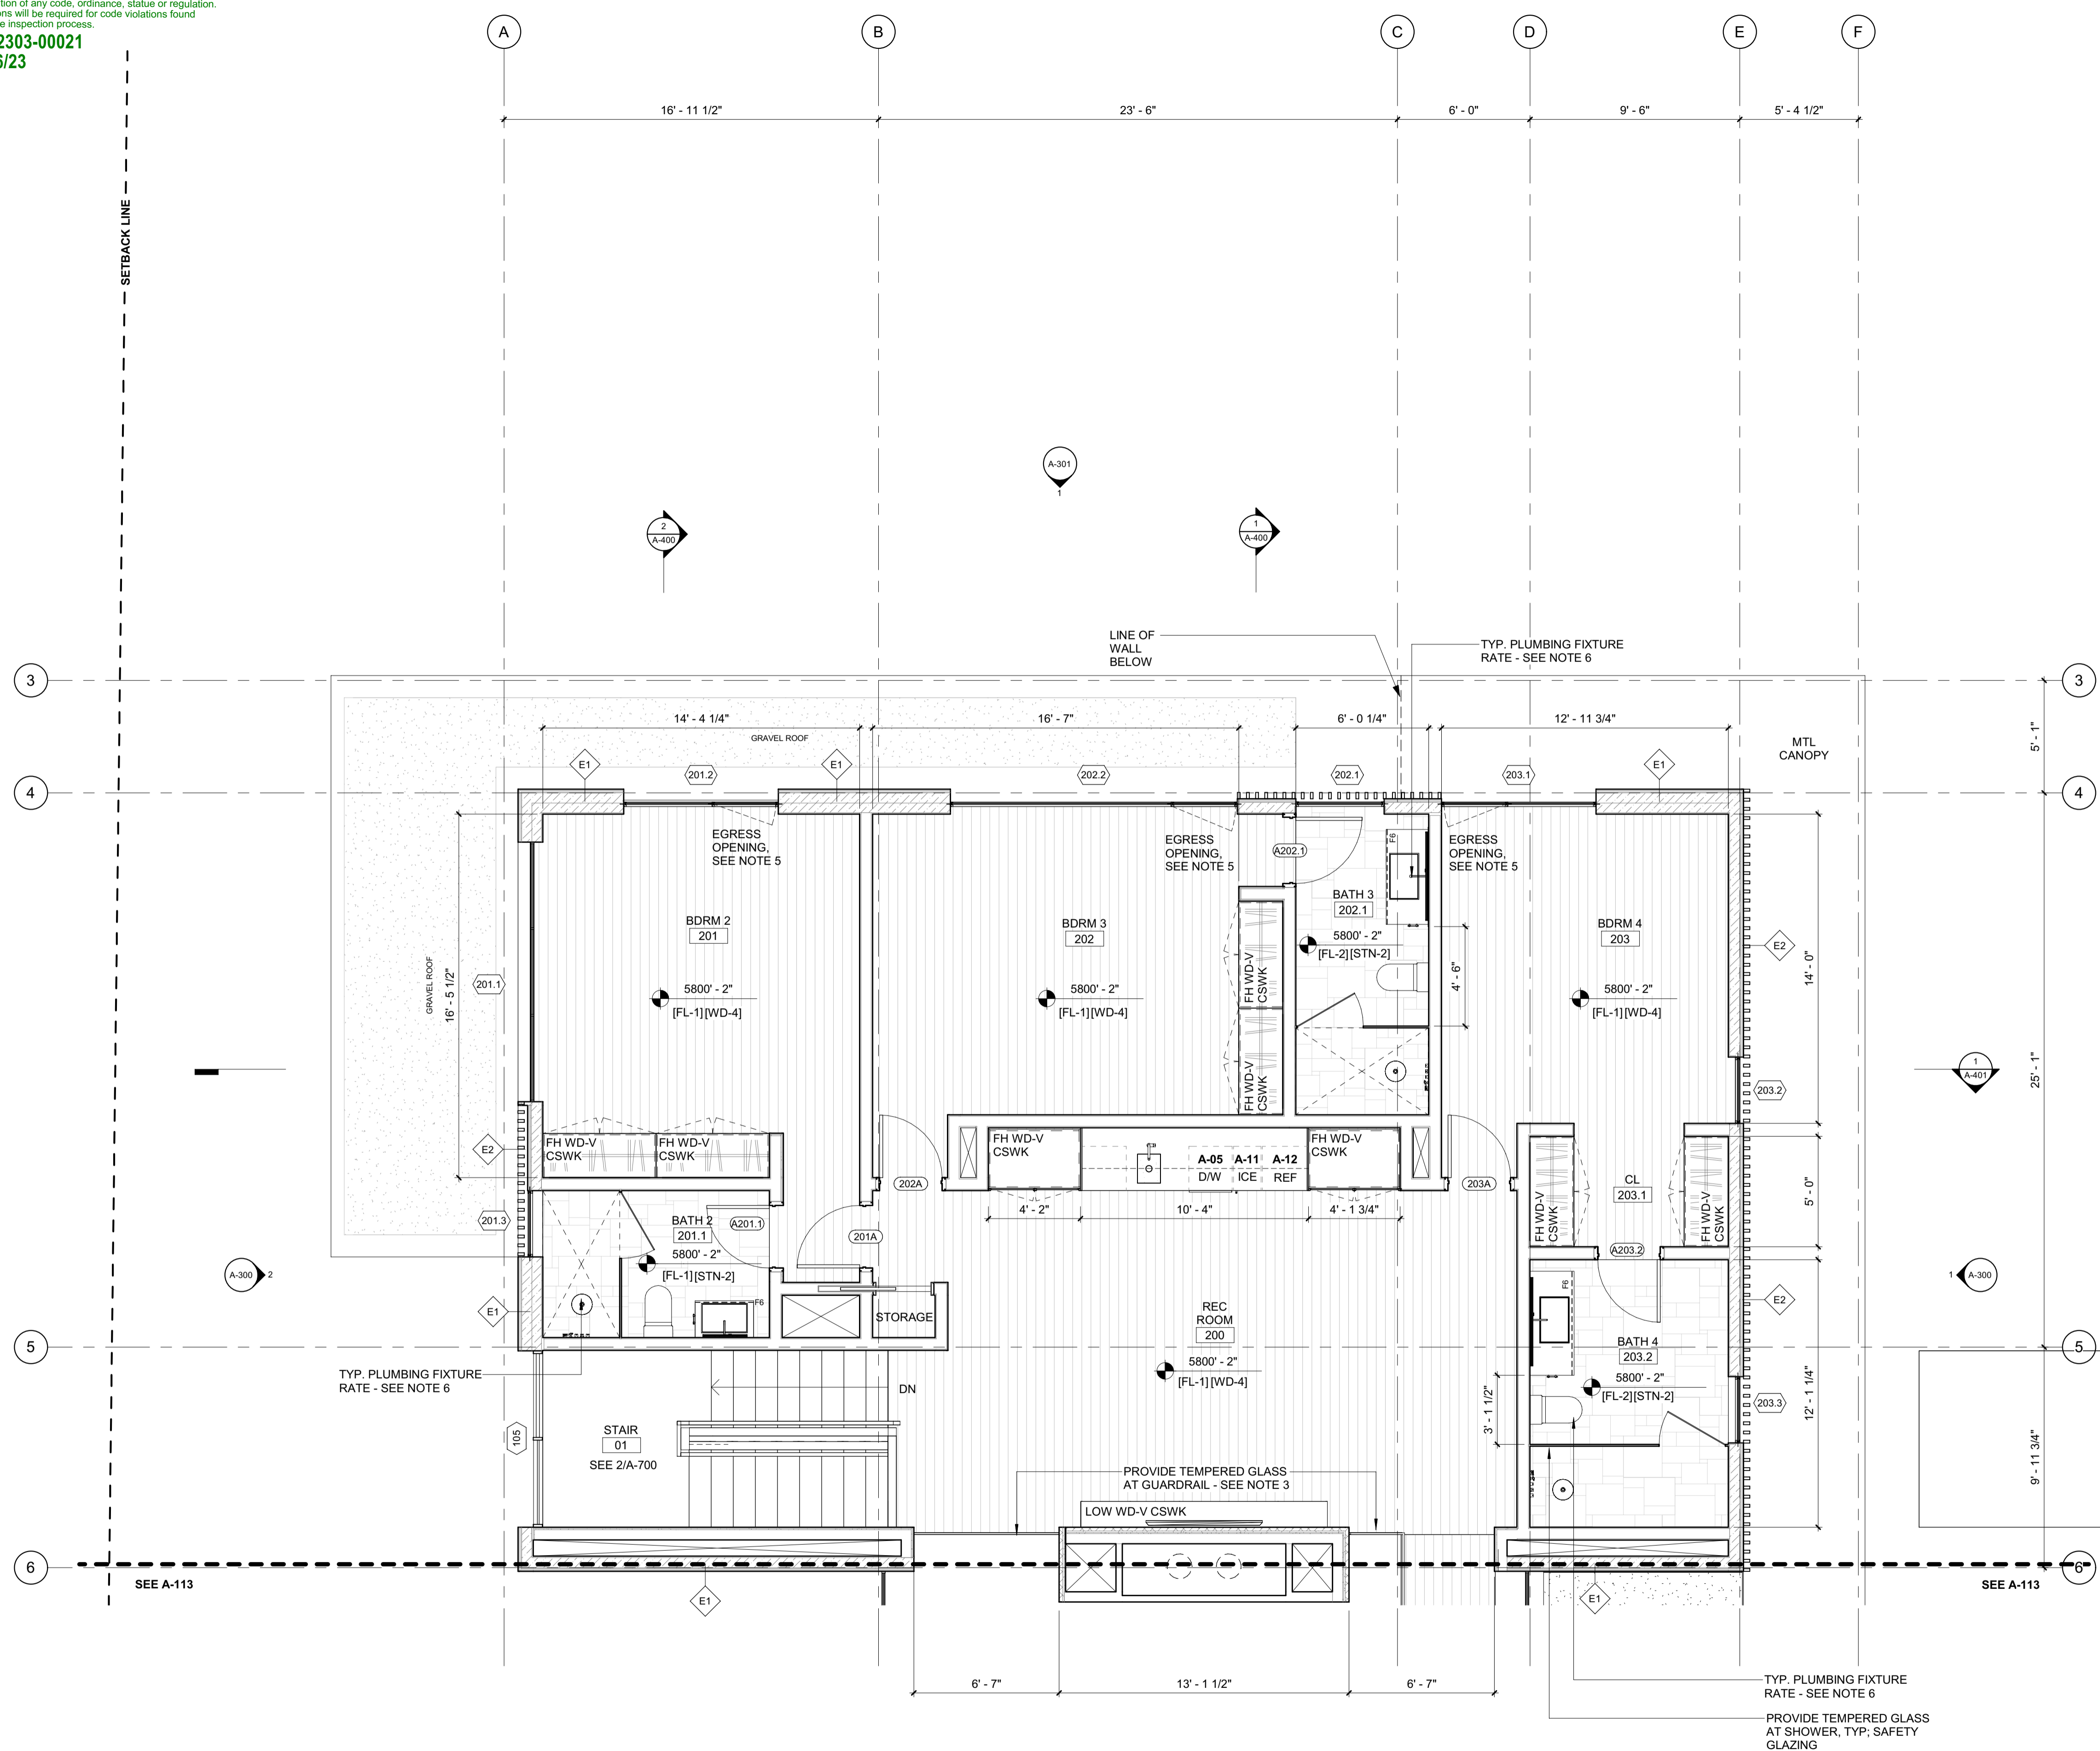 tion of any code, ordinance, statue or regulation.
ns will be required for code violations found
e inspection process.
2303-00021
6/23
A
B
C
D
E
F
16' - 11 1/2"
23' - 6"
6' - 0"
9' - 6"
5' - 4 1/2"
SETBACK LINE
A-301
1
2
A-400
1
A-400
LINE OF
WALL
BELOW
TYP. PLUMBING FIXTURE
RATE - SEE NOTE 6
3
3
14' - 4 1/4"
16' - 7"
6' - 0 1/4"
12' - 11 3/4"
GRAVEL ROOF
MTL
CANOPY
5' - 1"
E1
201.2
E1
202.2
202.1
203.1
E1
4
4
EGRESS
OPENING,
SEE NOTE 5
EGRESS
OPENING,
SEE NOTE 5
A202.1
F6
EGRESS
OPENING,
SEE NOTE 5
BATH 3
202.1
5800' - 2"
[FL-2][STN-2]
BDRM 2
201
5800' - 2"
[FL-1][WD-4]
BDRM 3
202
5800' - 2"
[FL-1][WD-4]
BDRM 4
203
5800' - 2"
[FL-1][WD-4]
E2
GRAVEL ROOF
16' - 5 1/2"
201.1
FH WD-V
CSWK
FH WD-V
CSWK
4' - 6"
14' - 0"
25' - 1"
1
A-401
203.2
E2
FH WD-V
CSWK
FH WD-V
CSWK
FH WD-V
CSWK
A-05
D/W
A-11
ICE
A-12
REF
FH WD-V
CSWK
202A
203A
4' - 2"
10' - 4"
4' - 1 3/4"
CL
203.1
FH WD-V
CSWK
FH WD-V
CSWK
5' - 0"
201.3
BATH 2
201.1
A201.1
5800' - 2"
[FL-1][STN-2]
201A
A203.2
A-300
2
1
A-300
E1
F6
STORAGE
REC
ROOM
200
5800' - 2"
[FL-1][WD-4]
F6
E2
BATH 4
203.2
5800' - 2"
[FL-2][STN-2]
5
5
TYP. PLUMBING FIXTURE
RATE - SEE NOTE 6
DN
105
STAIR
01
SEE 2/A-700
3' - 1 1/2"
203.3
12' - 1 1/4"
9' - 11 3/4"
PROVIDE TEMPERED GLASS
AT GUARDRAIL - SEE NOTE 3
LOW WD-V CSWK
6
6
SEE A-113
SEE A-113
E1
E1
6' - 7"
13' - 1 1/2"
6' - 7"
TYP. PLUMBING FIXTURE
RATE - SEE NOTE 6
PROVIDE TEMPERED GLASS
AT SHOWER, TYP; SAFETY
GLAZING